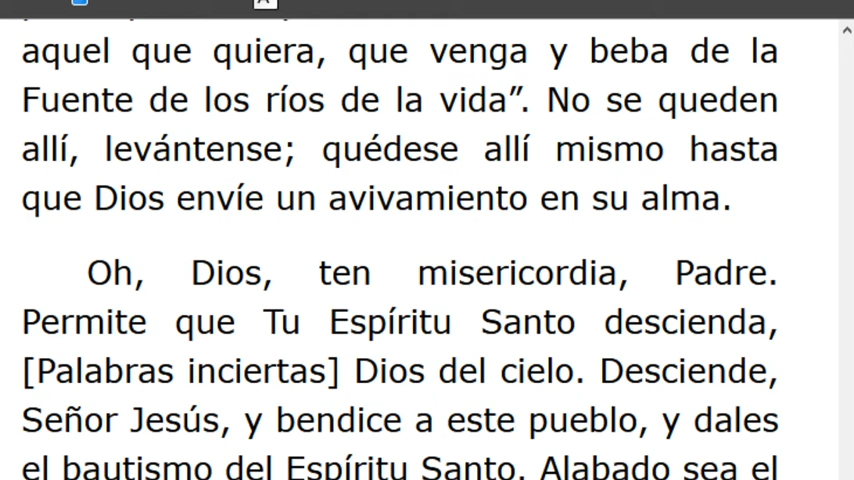 aquel que quiera, que venga y beba de la
Fuente de los ríos de la vida”. No se queden
allí, levántense; quédese allí mismo hasta
que Dios envíe un avivamiento en su alma.
Oh, Dios, ten misericordia, Padre.
Permite que Tu Espíritu Santo descienda,
[Palabras inciertas] Dios del cielo. Desciende,
Señor Jesús, y bendice a este pueblo, y dales
el bautismo del Espíritu Santo. Alabado sea el